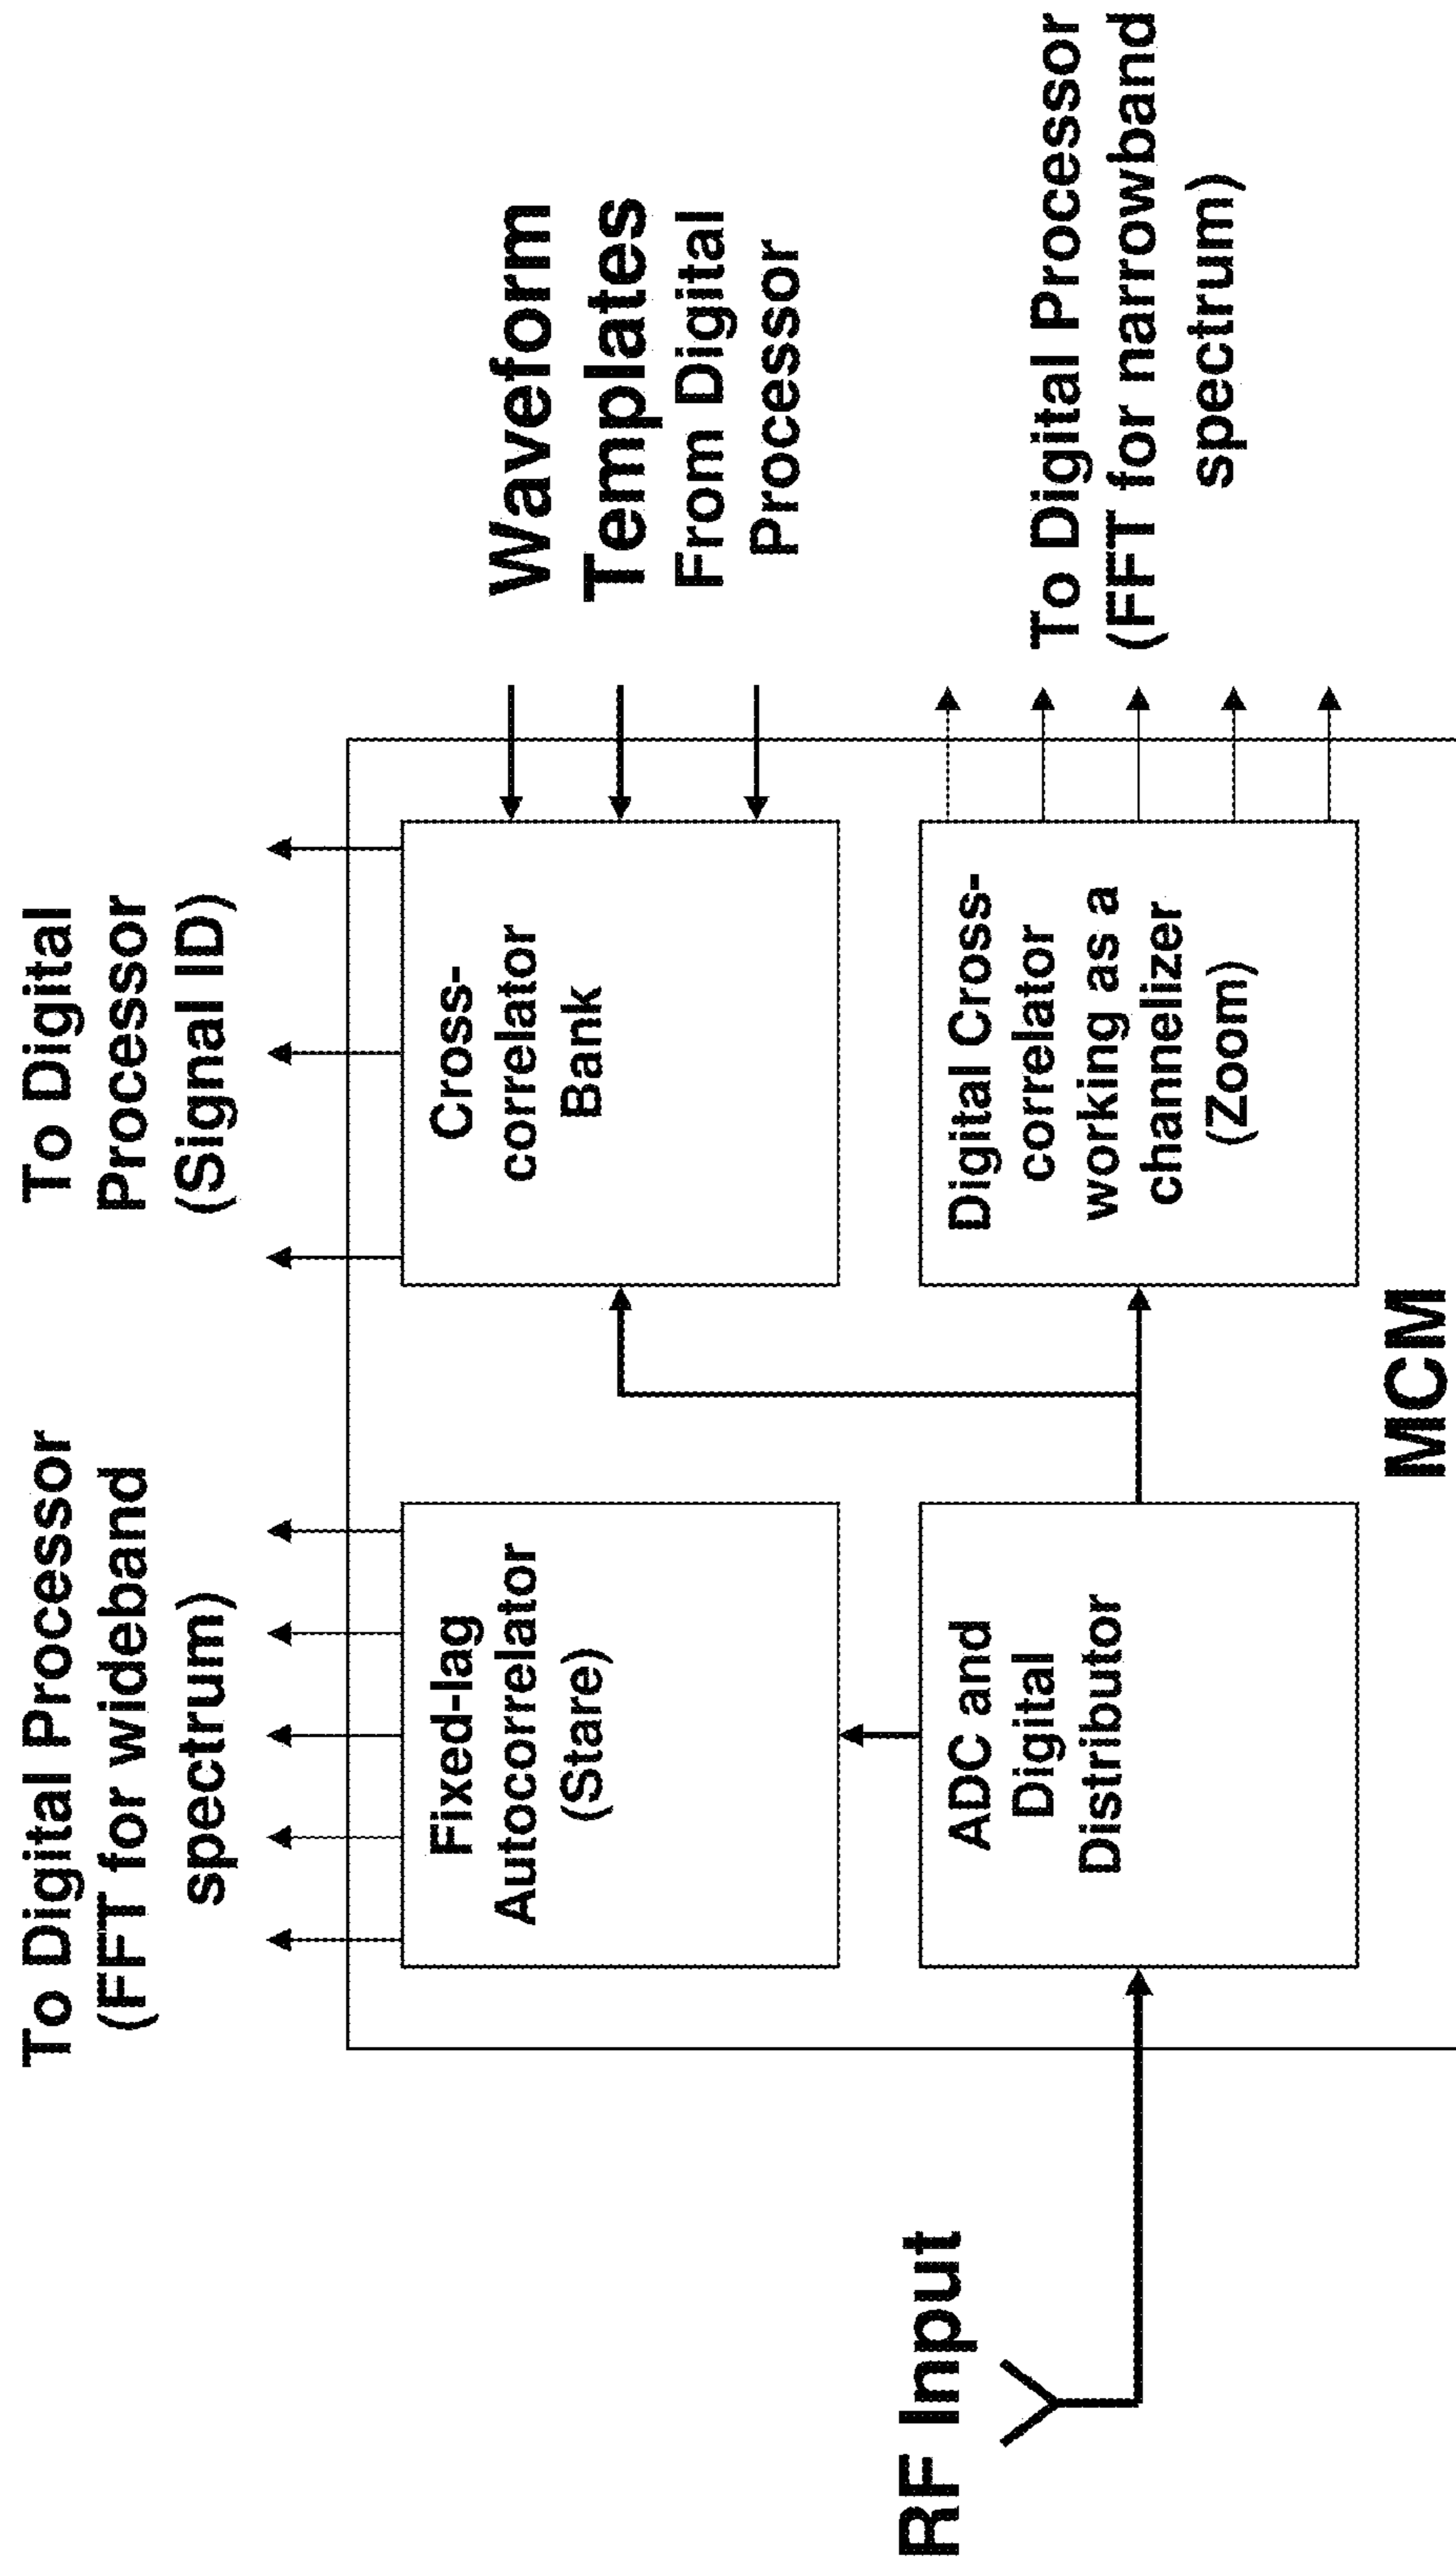 To Digital Processor
(FFT for wideband
spectrum)
To Digital
Processor
(Signal ID)
Fixed-lag
Autocorrelator
(Stare)
Cross-
correlator
Bank
Waveform
Templates
From Digital
Processor
RF Input
ADC and
Digital
Distributor
Digital Cross-
correlator
working as a
channelizer
(Zoom)
To Digital Processor
(FFT for narrowband
spectrum)
MCM